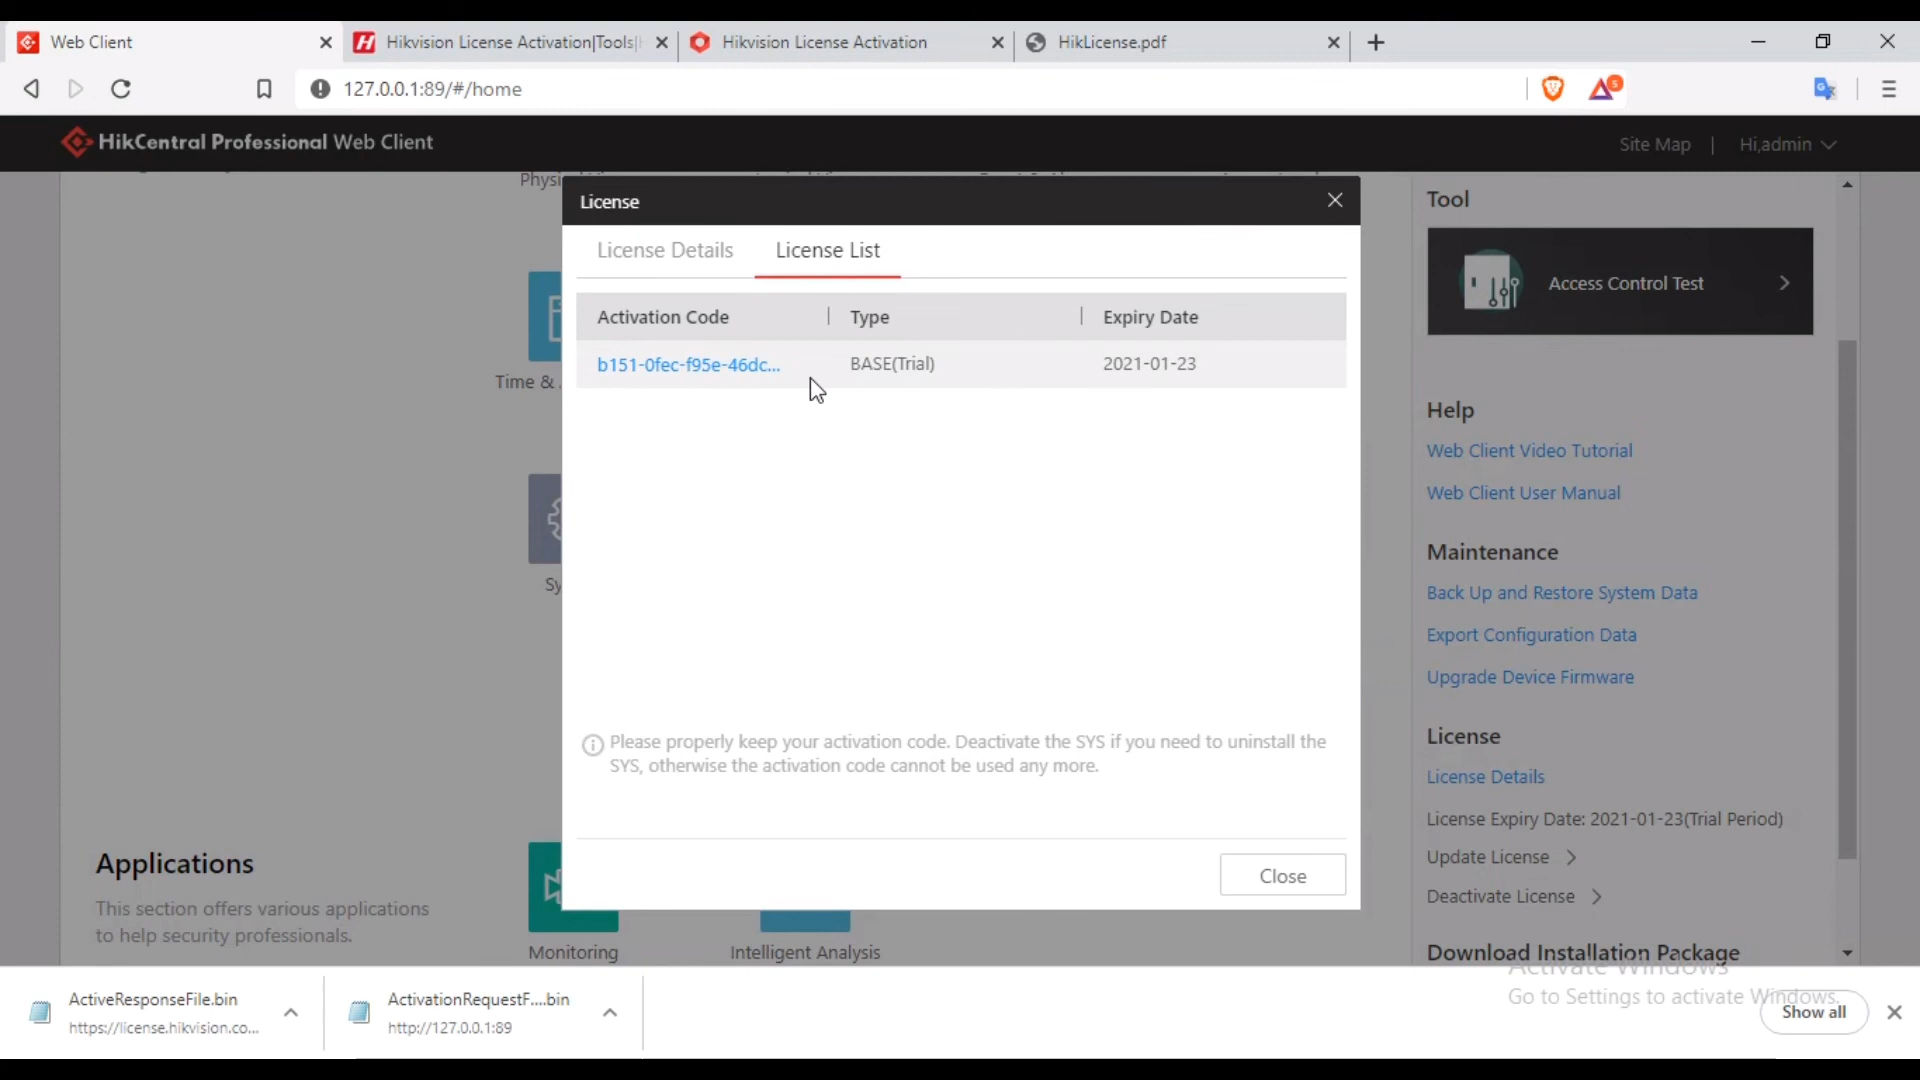 Web Client
Hikvision License Activation|Tools|
Hikvision License Activation
HikLicense.pdf
127.0.0.1:89/#/home
5
HikCentral Professional Web Client
Site Map | Hi,admin
License
License Details
License List
Activation Code
Type
Expiry Date
b151-0fec-f95e-46dc...
BASE(Trial)
2021-01-23
Please properly keep your activation code. Deactivate the SYS if you need to uninstall the
SYS, otherwise the activation code cannot be used any more.
Close
Time &
Applications
This section offers various applications
to help security professionals.
Monitoring
Intelligent Analysis
Tool
Access Control Test
Help
Web Client Video Tutorial
Web Client User Manual
Maintenance
Back Up and Restore System Data
Export Configuration Data
Upgrade Device Firmware
License
License Details
License Expiry Date: 2021-01-23(Trial Period)
Update License >
Deactivate License >
Download Installation Package
Activate Windows
Go to Settings to activate Windows.
ActiveResponseFile.bin
https://license.hikvision.co...
ActivationRequestF....bin
http://127.0.0.1:89
Show all